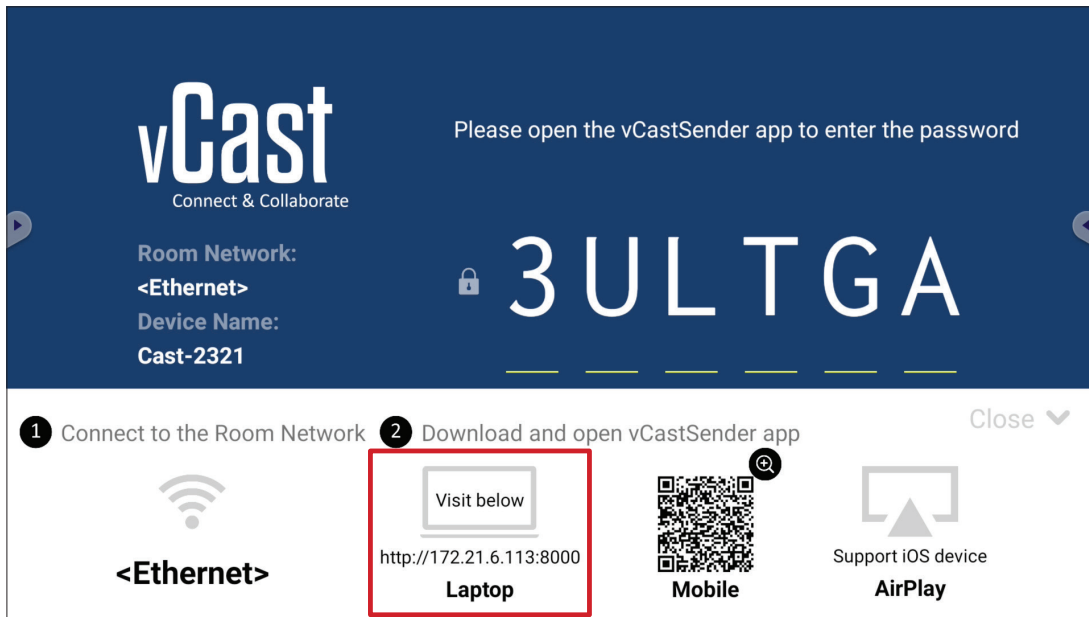 vCast
Connect & Collaborate
Please open the vCastSender app to enter the password
Room Network:
<Ethernet>
Device Name:
Cast-2321
3ULTGA
1 Connect to the Room Network
2 Download and open vCastSender app
Close
<Ethernet>
Visit below
http://172.21.6.113:8000
Laptop
Mobile
Support iOS device
AirPlay